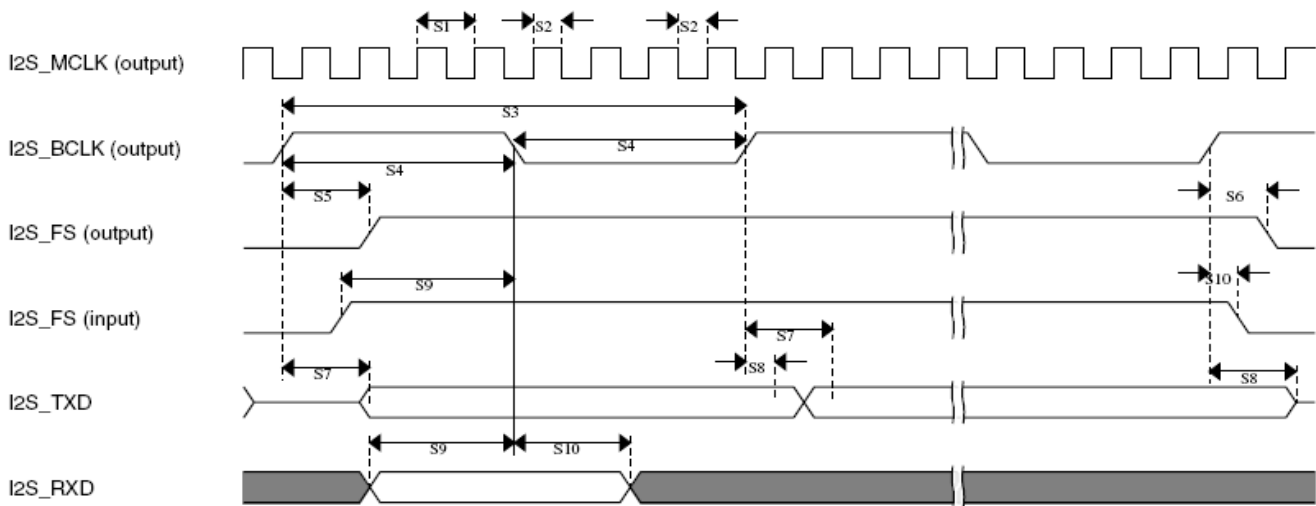 S1 S2 S2
I2S_MCLK (output)
S3
I2S_BCLK (output)
S4
S4
S5 S6
I2S_FS (output)
S9 S10
I2S_FS (input)
S7
S8
S7 S8
I2S_TXD
S9 S10
I2S_RXD